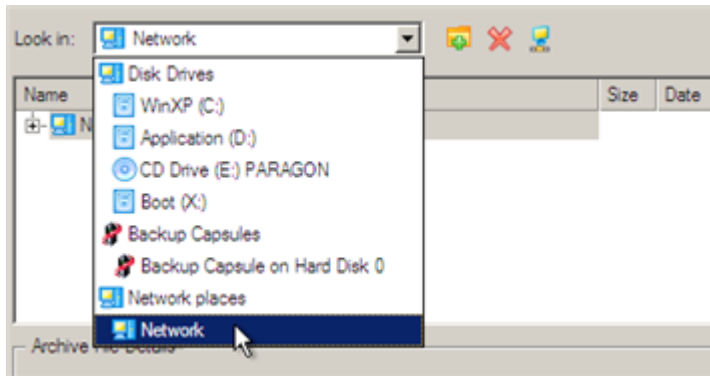 Look in: Network
Disk Drives
Name Size Date
WinXP (C:)
N
Application (D:)
CD Drive (E:) PARAGON
Boot (X:)
Backup Capsules
Backup Capsule on Hard Disk 0
Network places
Network
Archive File Details